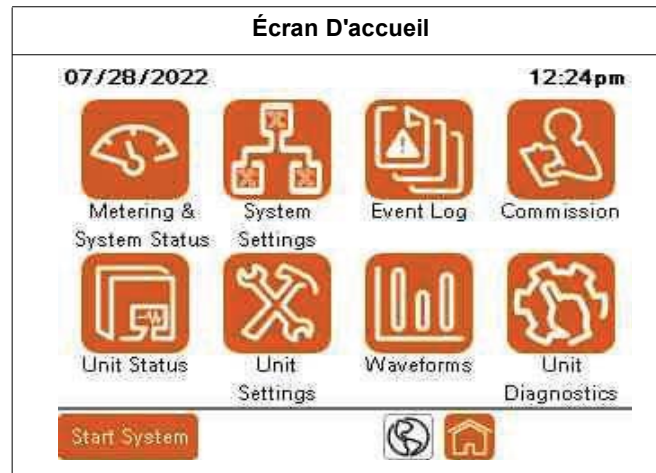 Écran D'accueil
07/28/2022 12:24pm
Metering & System Status
System Settings
Event Log
Commission
Unit Status
Unit Settings
Waveforms
Unit Diagnostics
Start System